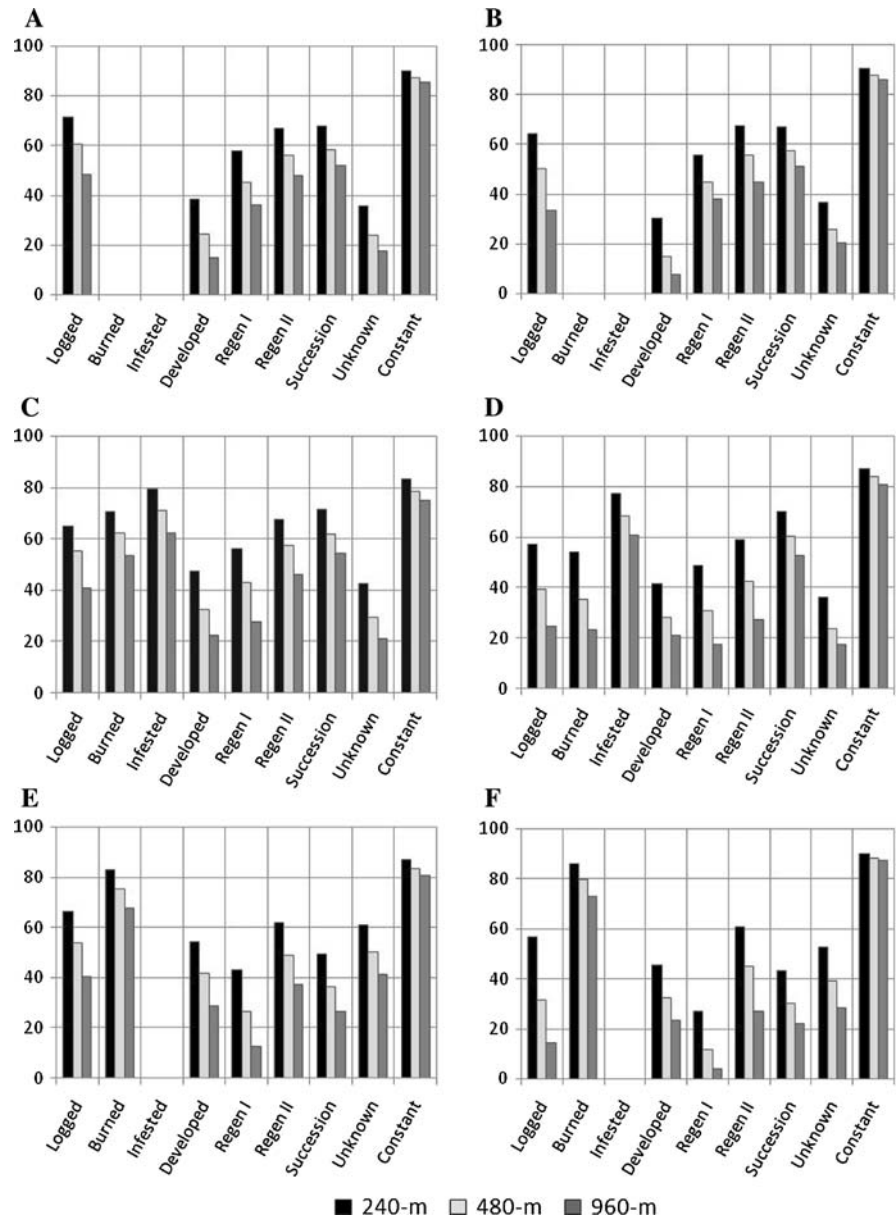 A
100
80
60
40
20
0
Logged
Burned
Infested
Developed
Regen I
Regen II
Succession
Unknown
Constant
B
100
80
60
40
20
0
Logged
Burned
Infested
Developed
Regen I
Regen II
Succession
Unknown
Constant
C
100
80
60
40
20
0
Logged
Burned
Infested
Developed
Regen I
Regen II
Succession
Unknown
Constant
D
100
80
60
40
20
0
Logged
Burned
Infested
Developed
Regen I
Regen II
Succession
Unknown
Constant
E
100
80
60
40
20
0
Logged
Burned
Infested
Developed
Regen I
Regen II
Succession
Unknown
Constant
F
100
80
60
40
20
0
Logged
Burned
Infested
Developed
Regen I
Regen II
Succession
Unknown
Constant
240-m 480-m 960-m